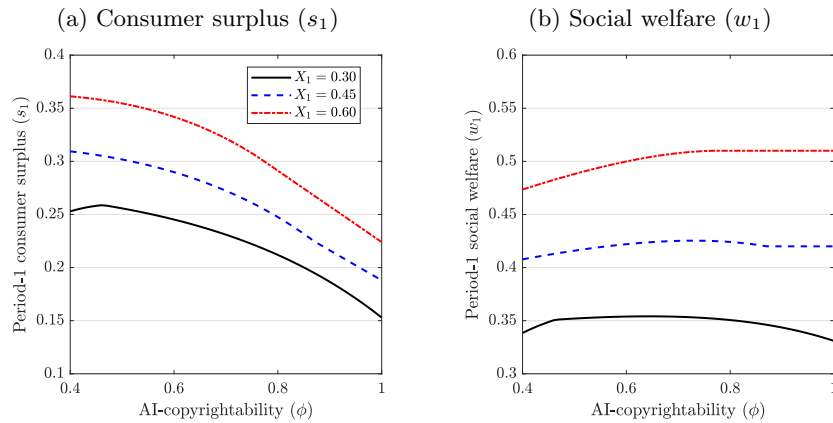 (a) Consumer surplus (s₁)
0.4
0.35
0.3
0.25
0.2
0.15
0.1
0.4
0.6
0.8
1
Period-1 consumer surplus (s₁)
AI-copyrightability (ϕ)
X₁ = 0.30
X₁ = 0.45
X₁ = 0.60
(b) Social welfare (w₁)
0.6
0.55
0.5
0.45
0.4
0.35
0.3
0.4
0.6
0.8
1
Period-1 social welfare (w₁)
AI-copyrightability (ϕ)